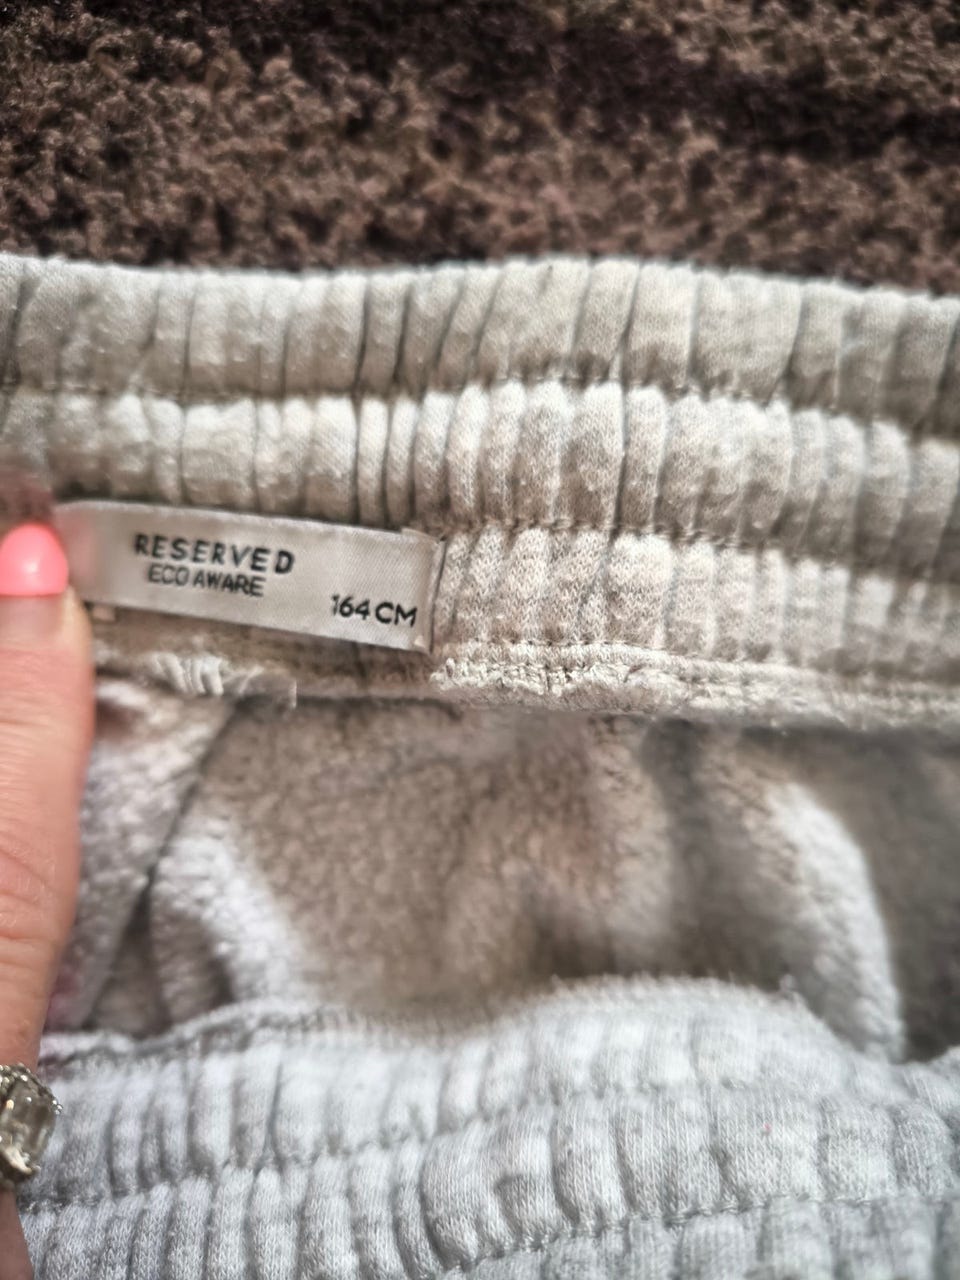 RESERVED
ECO AWARE
164 CM